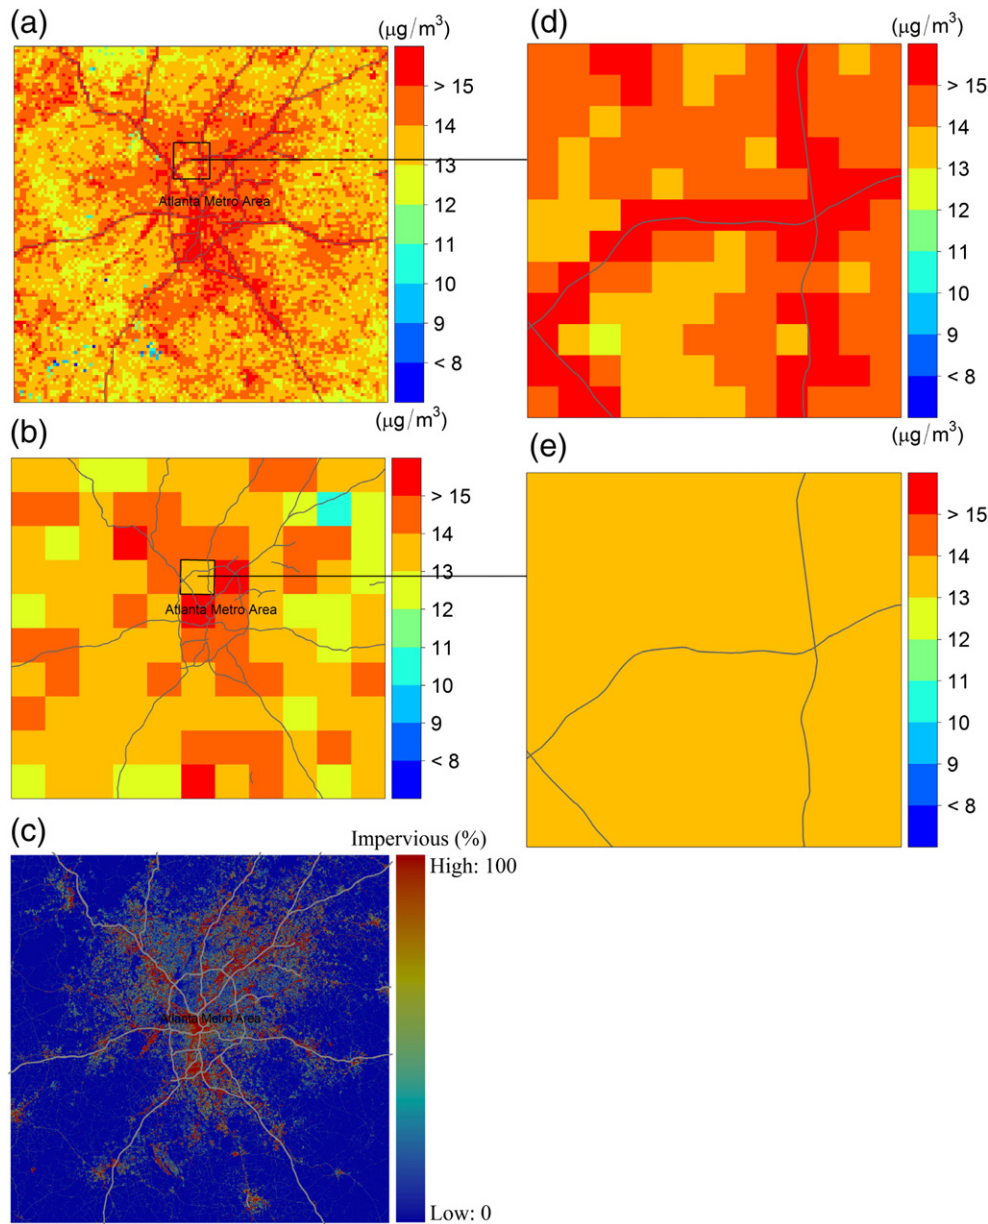 (a)
(μg/m³)
> 15
14
13
12
11
10
9
< 8
Atlanta Metro Area
(d)
(μg/m³)
> 15
14
13
12
11
10
9
< 8
(b)
(μg/m³)
> 15
14
13
12
11
10
9
< 8
Atlanta Metro Area
(e)
(μg/m³)
> 15
14
13
12
11
10
9
< 8
(c)
Impervious (%)
High: 100
Atlanta Metro Area
Low: 0